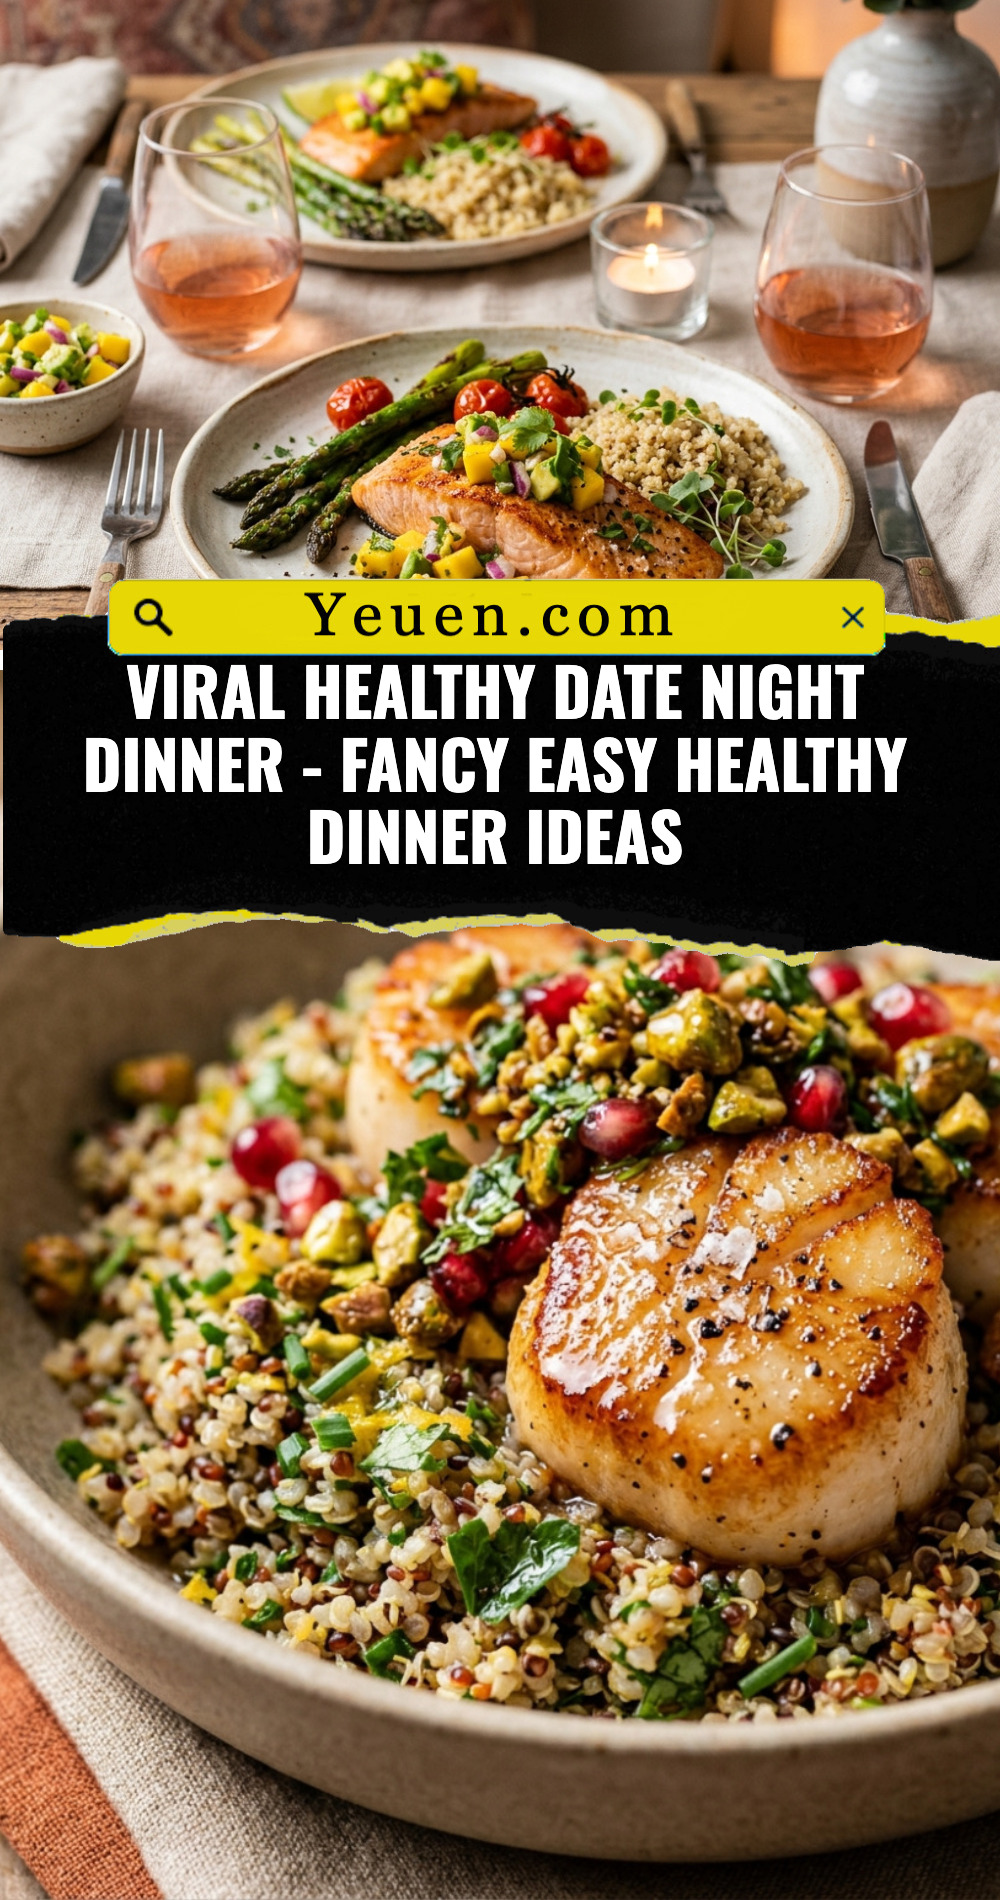 Yeuen.com
VIRAL HEALTHY DATE NIGHT
DINNER - FANCY EASY HEALTHY
DINNER IDEAS